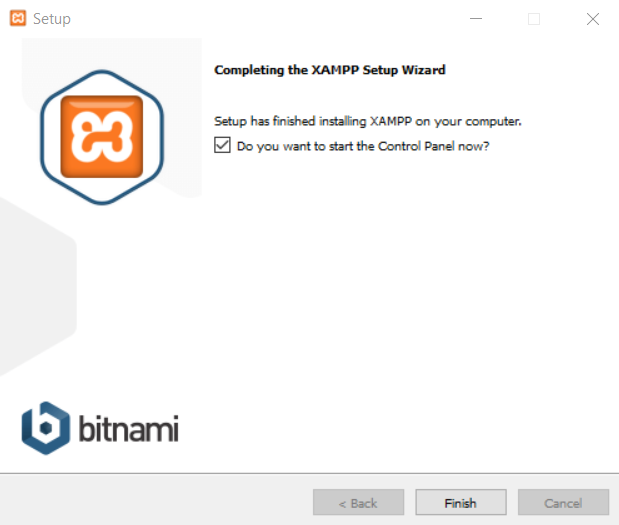 Setup
Completing the XAMPP Setup Wizard
Setup has finished installing XAMPP on your computer.
Do you want to start the Control Panel now?
bitnami
< Back
Finish
Cancel